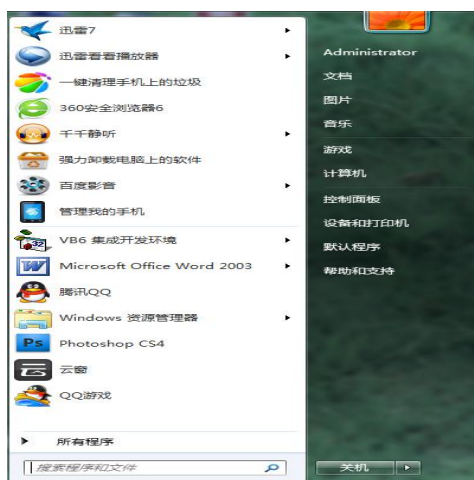 迅雷7
迅雷看看播放器
一键清理手机上的垃圾
360安全浏览器6
千千静听
强力卸载电脑上的软件
百度影音
管理我的手机
VB6 集成开发环境
Microsoft Office Word 2003
腾讯QQ
Windows 资源管理器
Photoshop CS4
云窗
QQ游戏
所有程序
搜索程序和文件
Administrator
文档
图片
音乐
游戏
计算机
控制面板
设备和打印机
默认程序
帮助和支持
关机